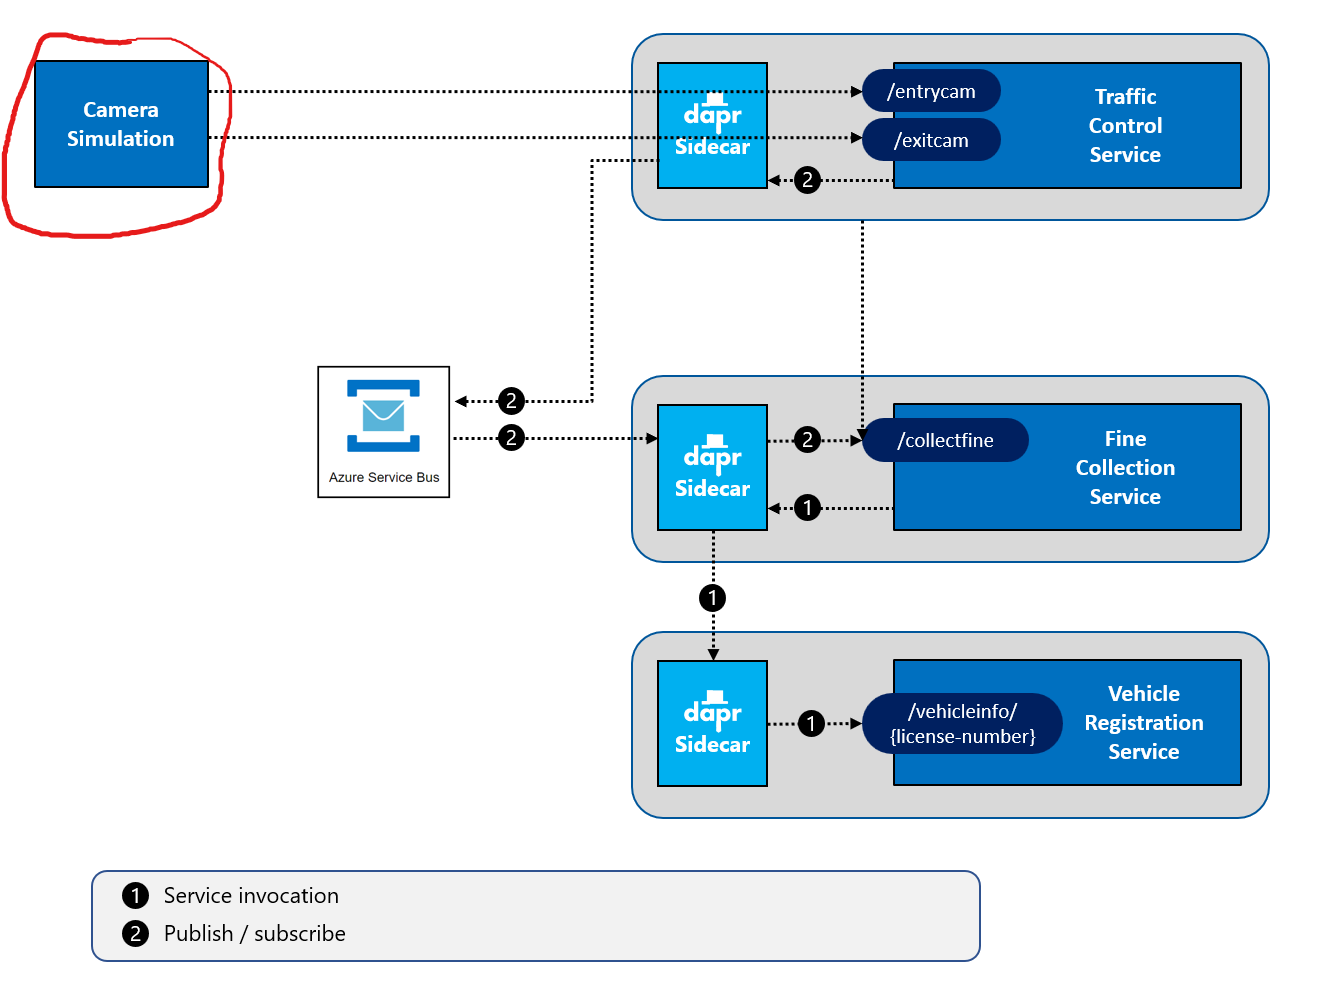 Camera
Simulation
dapr
Sidecar
/entrycam
/exitcam
Traffic
Control
Service
2
2
2
Azure Service Bus
dapr
Sidecar
2
/collectfine
1
Fine
Collection
Service
1
dapr
Sidecar
1
/vehicleinfo/
{license-number}
Vehicle
Registration
Service
1 Service invocation
2 Publish / subscribe